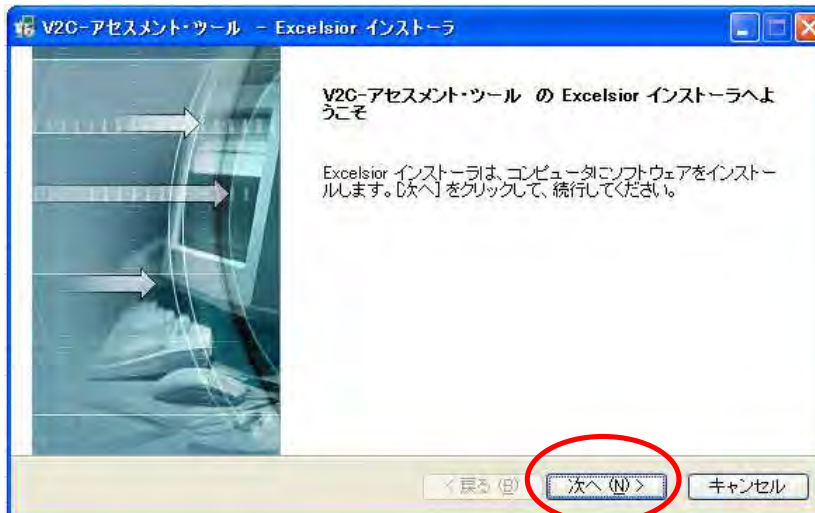 V2C-アセスメント・ツール - Excelsior インストーラ
V2C-アセスメント・ツール の Excelsior インストーラへよ
うこそ
Excelsior インストーラは、コンピュータにソフトウェアをインストー
ルします。[次へ] をクリックして、続行してください。
< 戻る (B) 次へ (N) > キャンセル